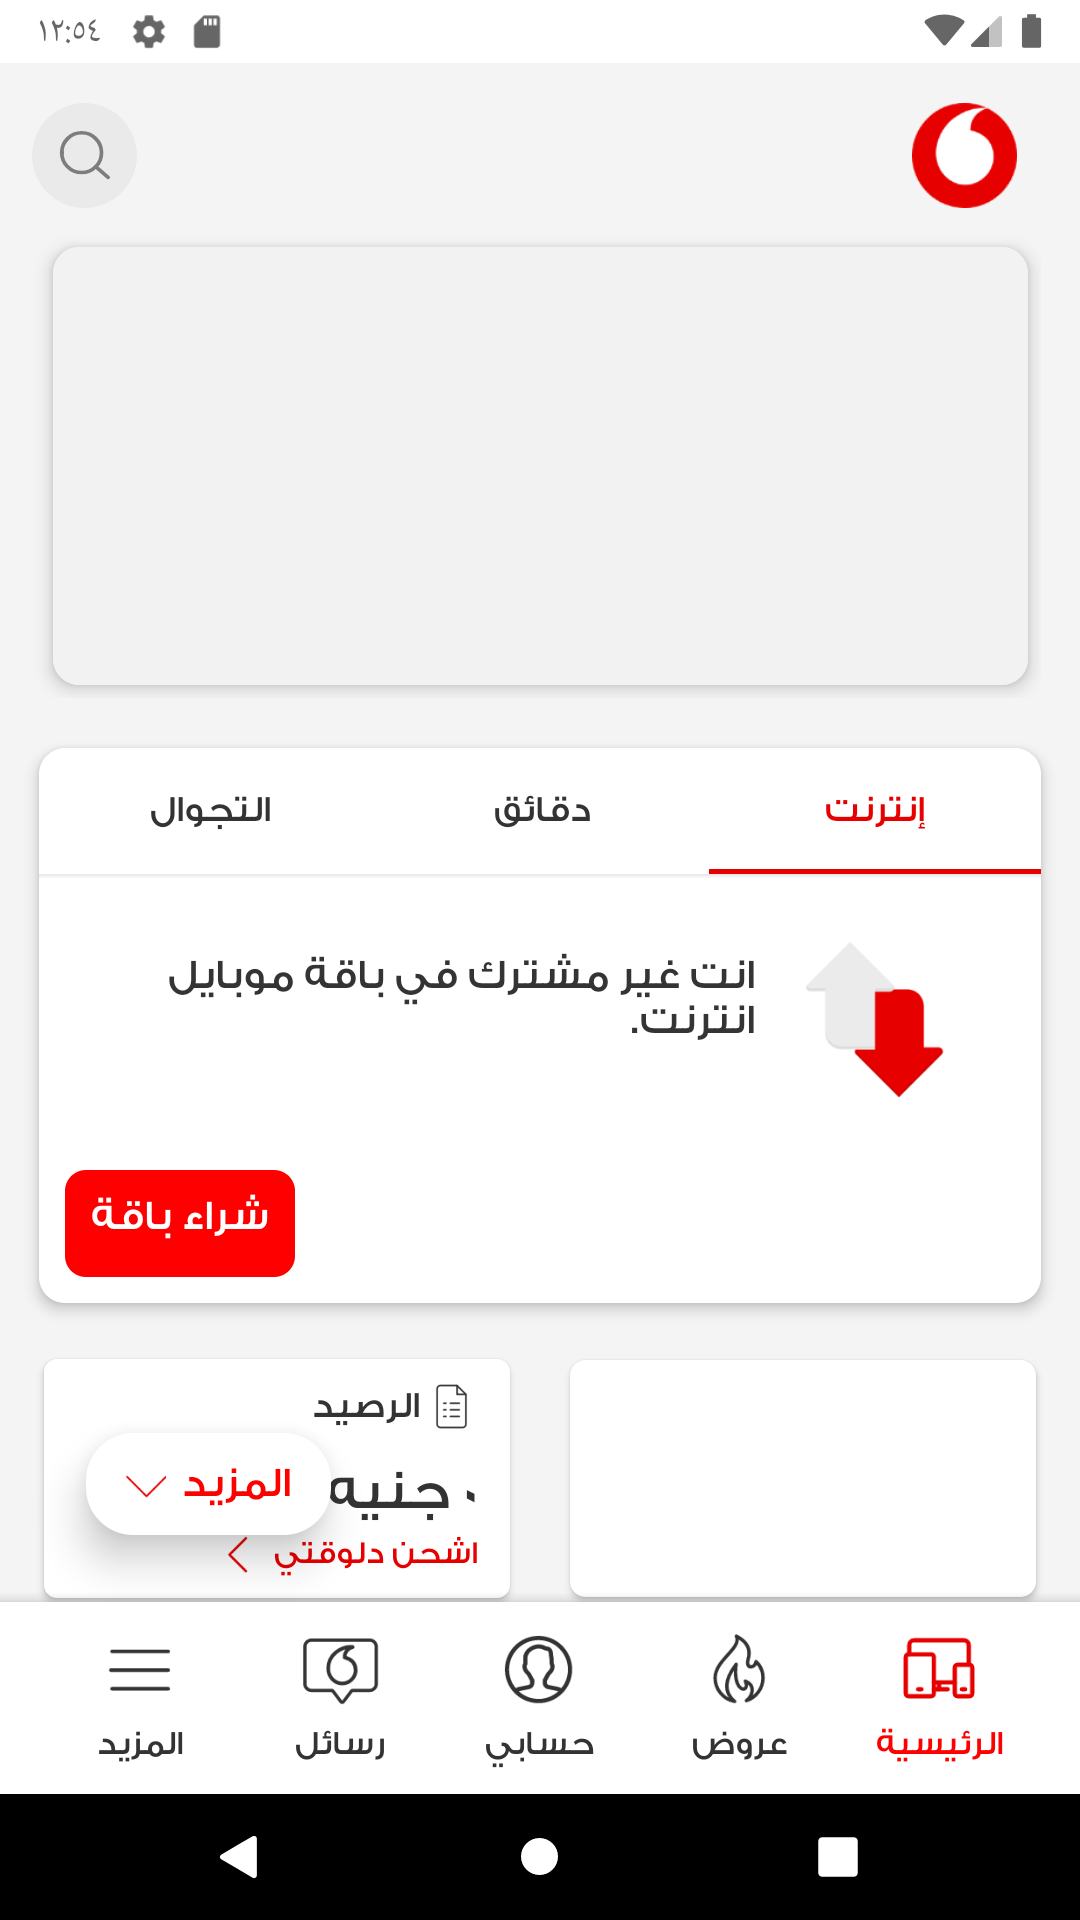 ١٢:٥٤
إنترنت
دقائق
التجوال
انت غير مشترك في باقة موبايل
انترنت.
شراء باقة
الرصيد
٠ جنيه
المزيد
اشحن دلوقتي
الرئيسية
عروض
حسابي
رسائل
المزيد